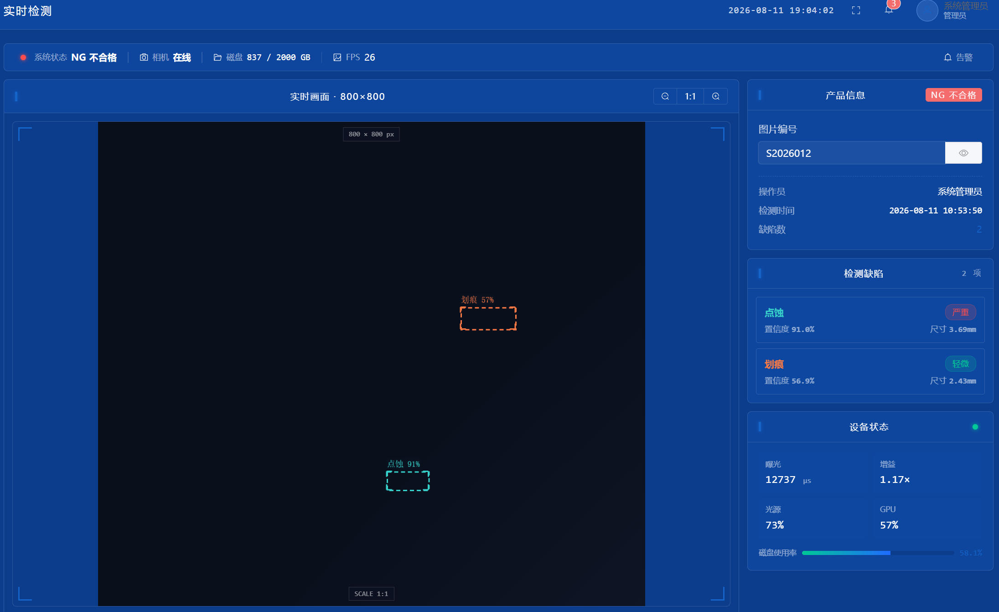 实时检测
2026-08-11 19:04:02
3
系统管理员
管理员
系统状态 NG 不合格
相机 在线
磁盘 837 / 2000 GB
FPS 26
告警
实时画面 · 800×800
1:1
800 × 800 px
划痕 57%
点蚀 91%
SCALE 1:1
产品信息
NG 不合格
图片编号
S2026012
操作员 系统管理员
检测时间 2026-08-11 10:53:50
缺陷数 2
检测缺陷 2 项
点蚀 严重
置信度 91.0% 尺寸 3.69mm
划痕 轻微
置信度 56.9% 尺寸 2.43mm
设备状态
曝光 增益
12737 μs 1.17×
光源 GPU
73% 57%
磁盘使用率 58.1%